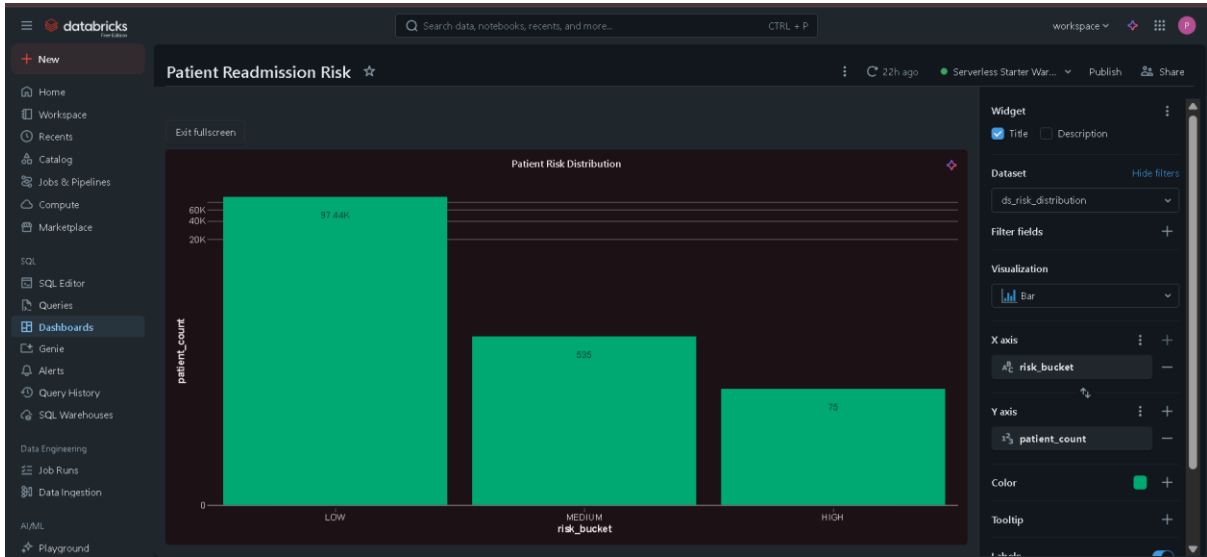 databricks
Free Edition
Search data, notebooks, recents, and more...
CTRL + P
workspace
P
New
Home
Workspace
Recents
Catalog
Jobs & Pipelines
Compute
Marketplace
SQL
SQL Editor
Queries
Dashboards
Genie
Alerts
Query History
SQL Warehouses
Data Engineering
Job Runs
Data Ingestion
AI/ML
Playground
Patient Readmission Risk
22h ago
Serverless Starter War...
Publish
Share
Exit fullscreen
Patient Risk Distribution
60K
40K
20K
0
patient_count
97.44K
535
75
LOW
MEDIUM
HIGH
risk_bucket
Widget
Title
Description
Dataset
Hide filters
ds_risk_distribution
Filter fields
Visualization
Bar
X axis
risk_bucket
Y axis
patient_count
Color
Tooltip
Labels